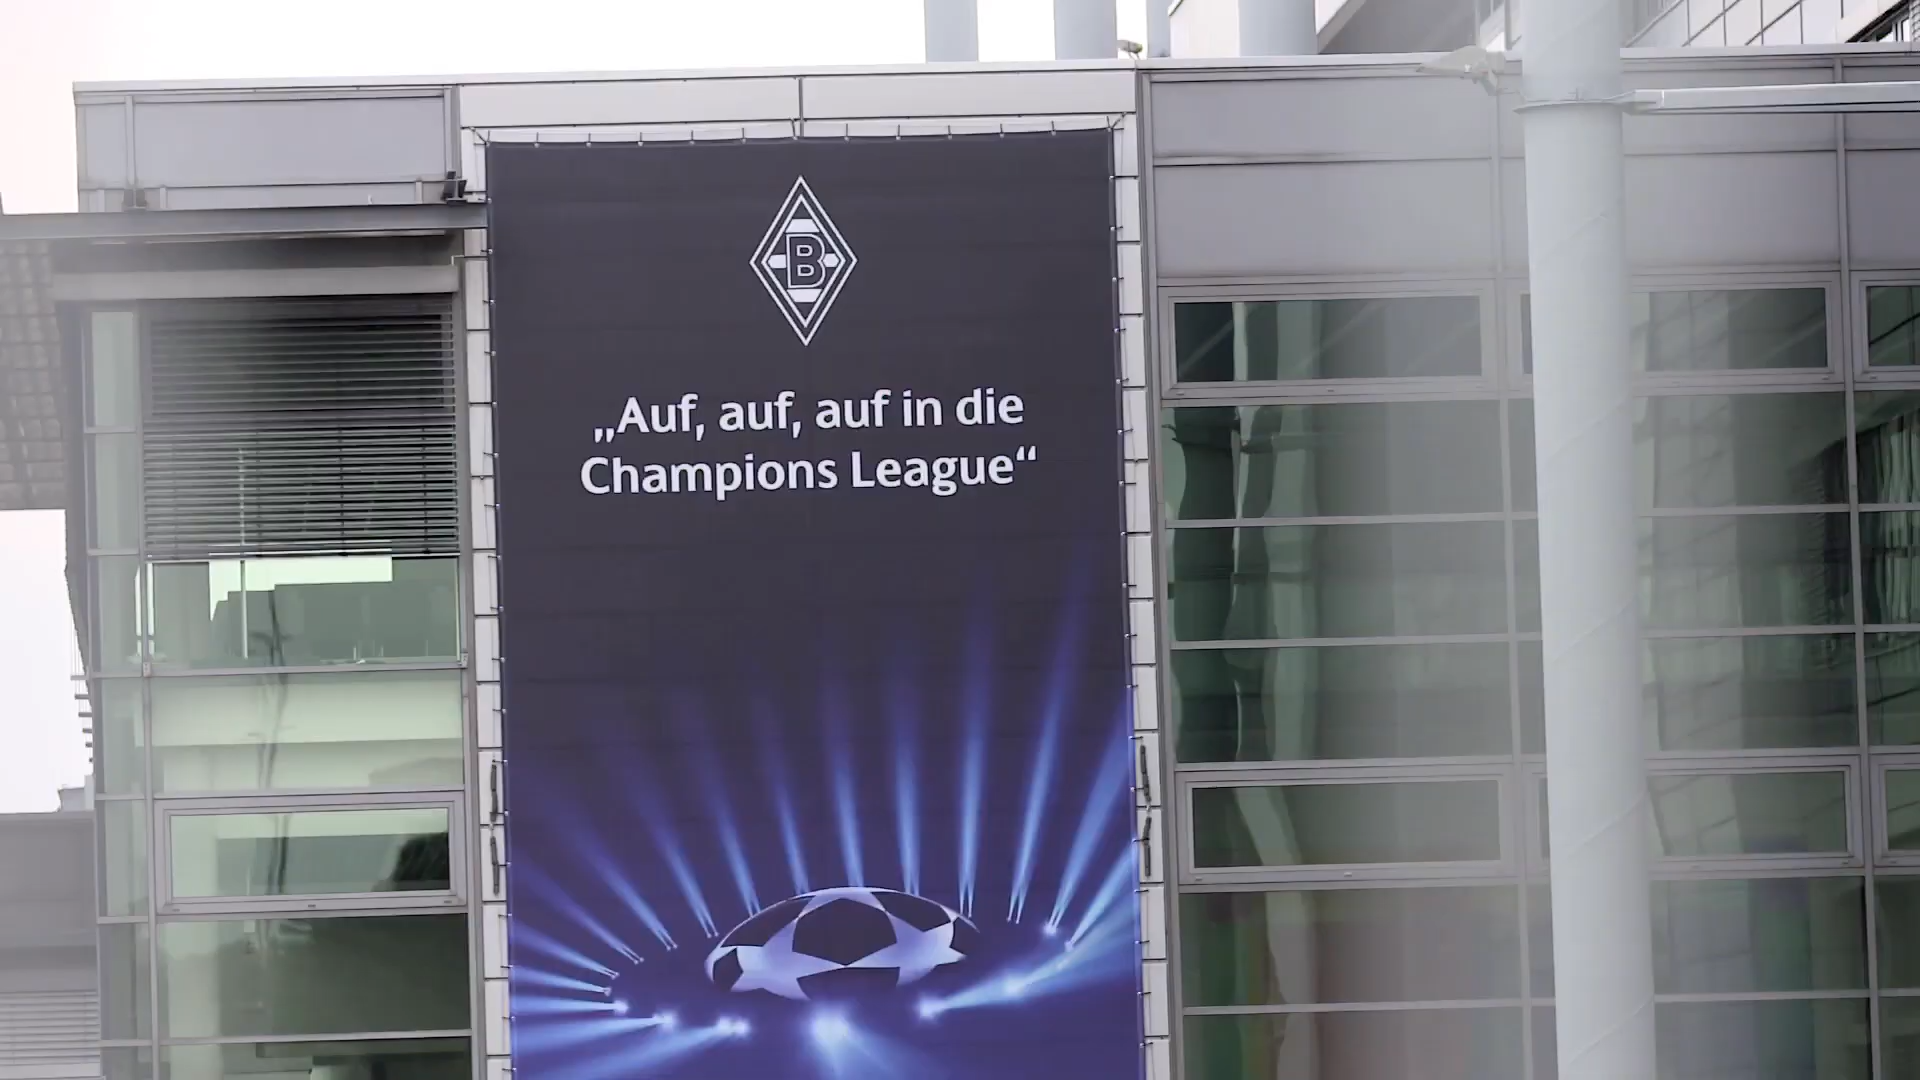 B
„Auf, auf, auf in die
Champions League“